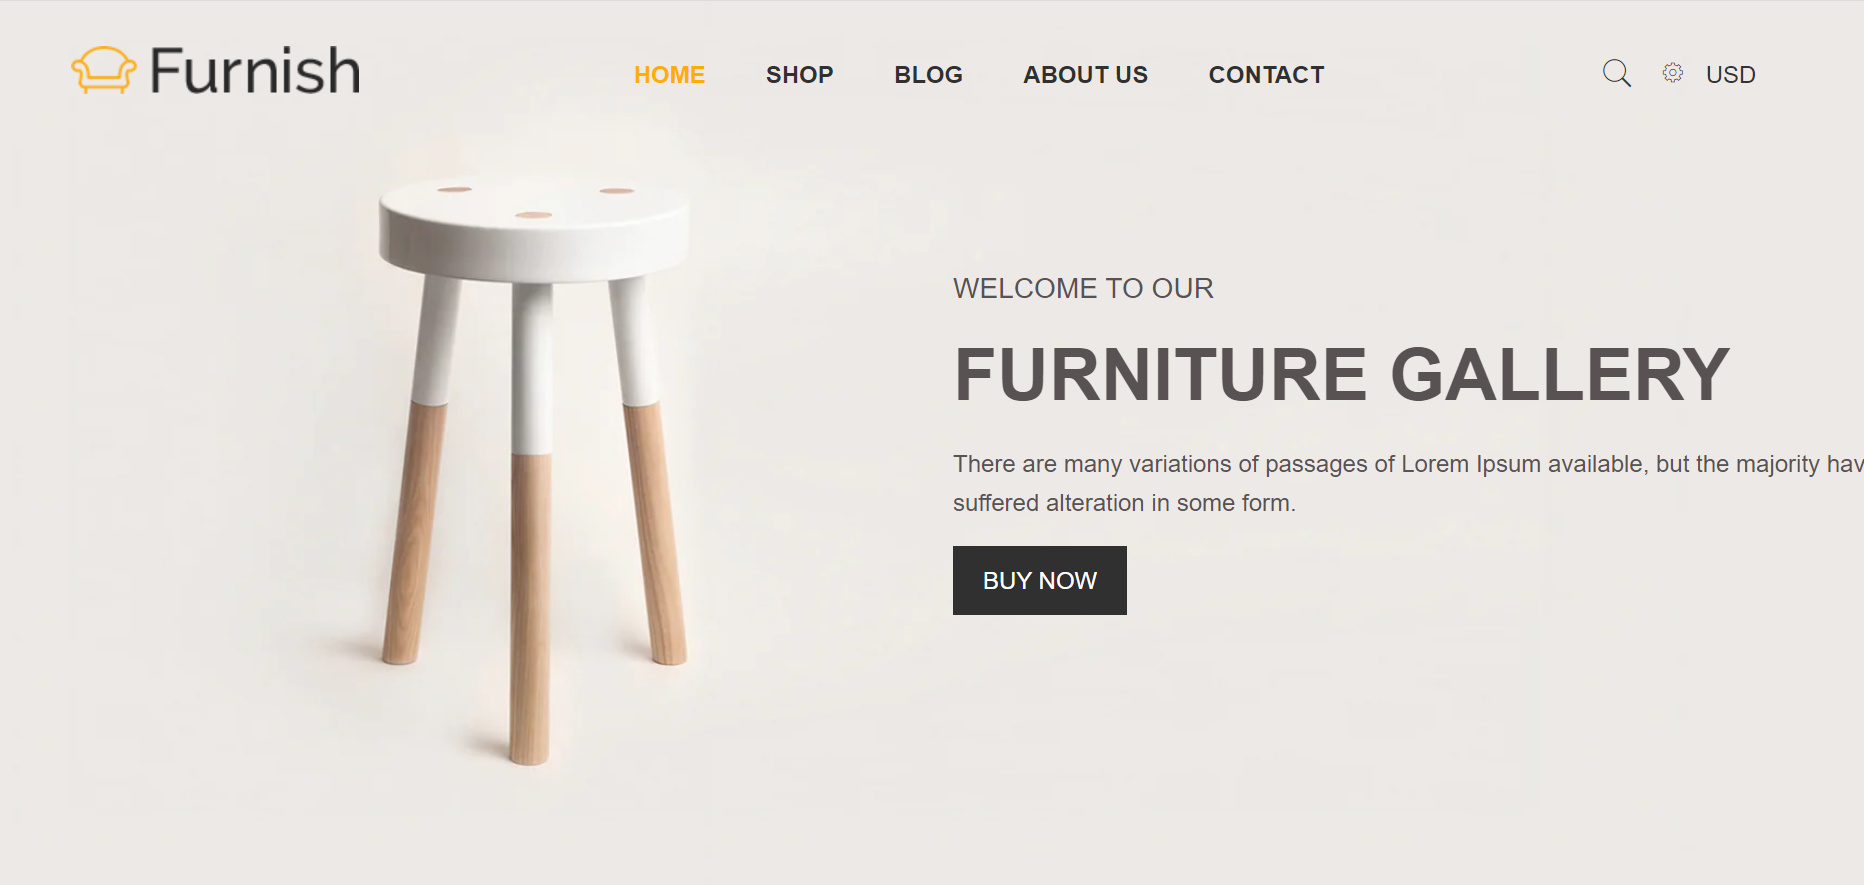 Furnish
HOME SHOP BLOG ABOUT US CONTACT
USD
WELCOME TO OUR
FURNITURE GALLERY
There are many variations of passages of Lorem Ipsum available, but the majority hav
suffered alteration in some form.
BUY NOW